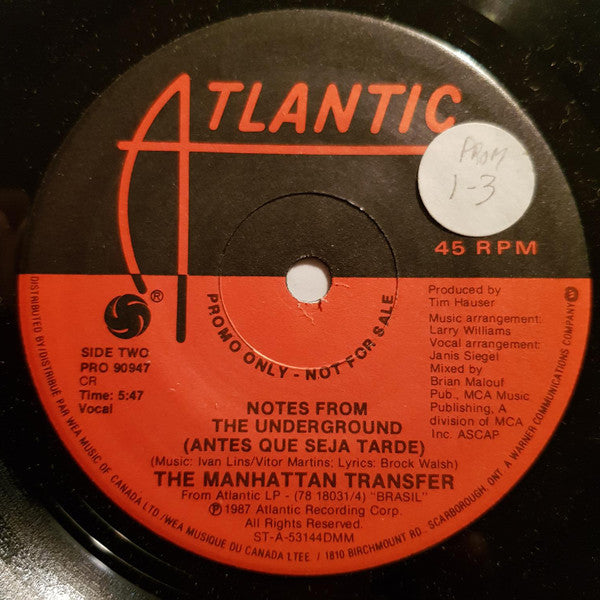 ATLANTIC
PROM
1-3
45 RPM
®
SIDE TWO
PRO 90947
CR
Time: 5:47
Vocal
PROMO ONLY - NOT FOR SALE
Produced by
Tim Hauser
Music arrangement:
Larry Williams
Vocal arrangement:
Janis Siegel
Mixed by
Brian Malouf
Pub., MCA Music
Publishing, A
division of MCA
Inc. ASCAP
NOTES FROM
THE UNDERGROUND
(ANTES QUE SEJA TARDE)
(Music: Ivan Lins/Vitor Martins; Lyrics: Brock Walsh)
THE MANHATTAN TRANSFER
From Atlantic LP - (78 18031/4) "BRASIL"
℗ 1987 Atlantic Recording Corp.
All Rights Reserved.
ST-A-53144DMM
DISTRIBUTED BY/DISTRIBUE PAR WEA MUSIC OF CANADA LTD./WEA MUSIQUE DU CANADA LTEE. / 1810 BIRCHMOUNT RD. SCARBOROUGH, ONT. A WARNER COMMUNICATIONS COMPANY